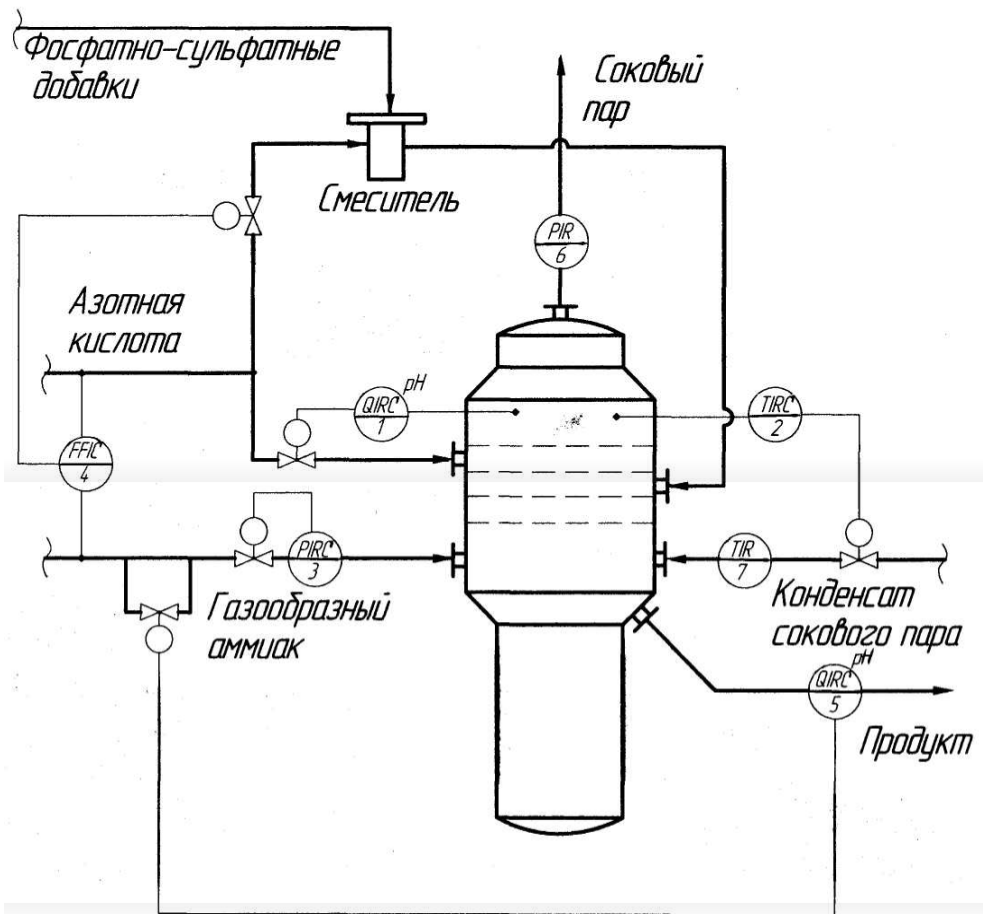 Фосфатно-сульфатные
добавки
Соковый
пар
Смеситель
PIR
6
Азотная
кислота
QIRC
1
pH
TIRC
2
FFIC
4
PIRC
3
TIR
7
Газообразный
аммиак
Конденсат
сокового пара
QIRC
5
pH
Продукт